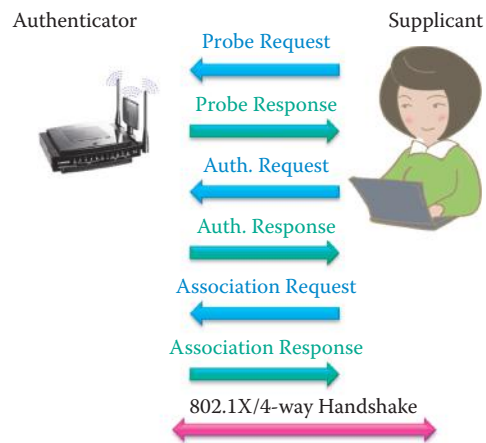 Authenticator
Supplicant
Probe Request
Probe Response
Auth. Request
Auth. Response
Association Request
Association Response
802.1X/4-way Handshake